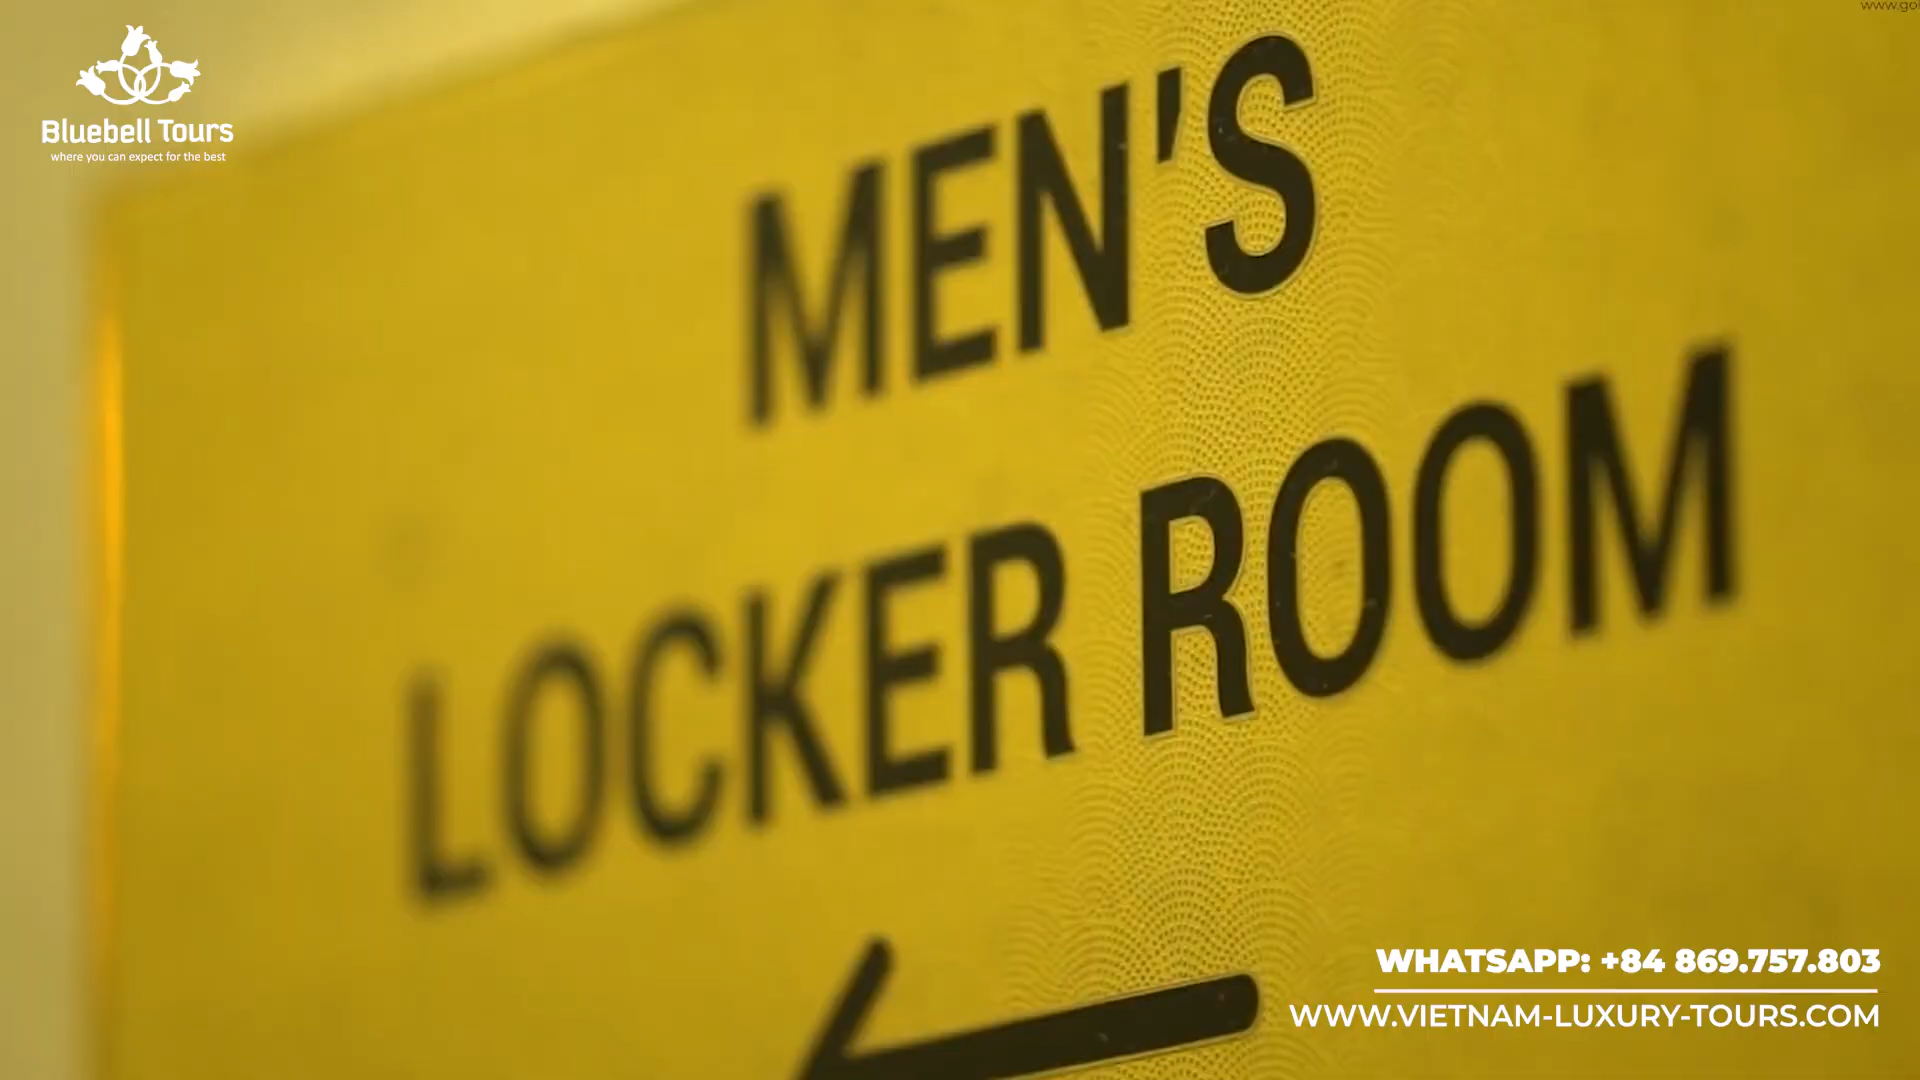 Bluebell Tours
where you can expect for the best
MEN'S
LOCKER ROOM
WHATSAPP: +84 869.757.803
WWW.VIETNAM-LUXURY-TOURS.COM